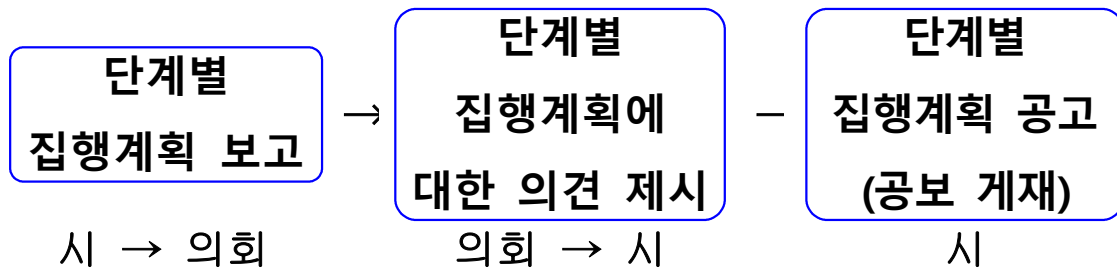 단계별
집행계획 보고
→
단계별
집행계획에
대한 의견 제시
–
단계별
집행계획 공고
(공보 게재)
시 → 의회
의회 → 시
시